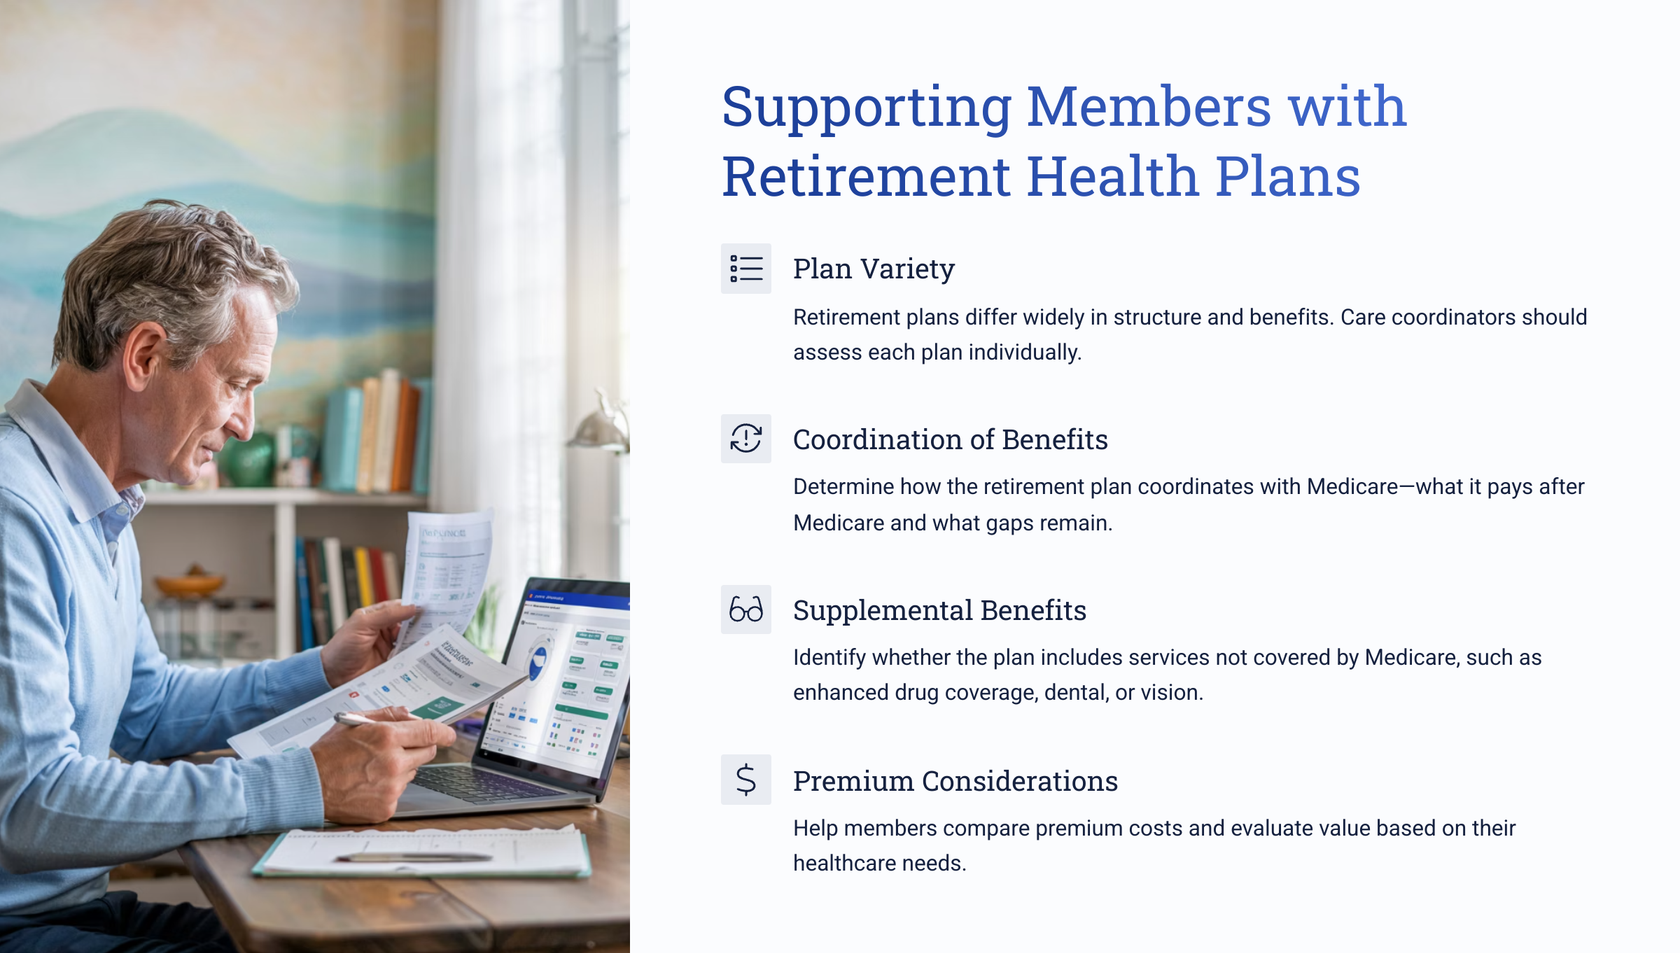 Supporting Members with
Retirement Health Plans
Plan Variety
Retirement plans differ widely in structure and benefits. Care coordinators should
assess each plan individually.
Coordination of Benefits
Determine how the retirement plan coordinates with Medicare—what it pays after
Medicare and what gaps remain.
Supplemental Benefits
Identify whether the plan includes services not covered by Medicare, such as
enhanced drug coverage, dental, or vision.
Premium Considerations
Help members compare premium costs and evaluate value based on their
healthcare needs.